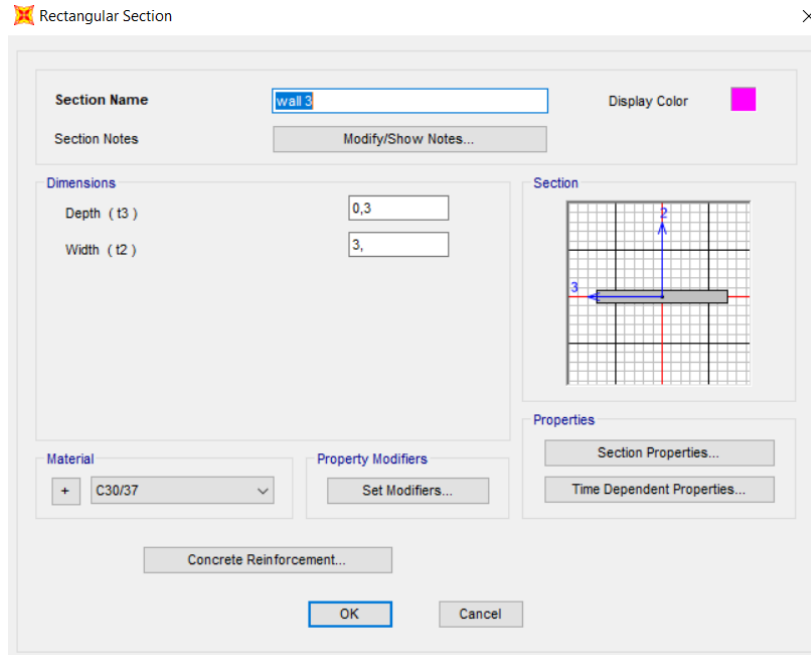 Rectangular Section
Section Name
wall 3
Display Color
Section Notes
Modify/Show Notes...
Dimensions
Depth ( t3 )
0,3
Width ( t2 )
3,
Section
2
3
Properties
Section Properties...
Time Dependent Properties...
Material
+
C30/37
Property Modifiers
Set Modifiers...
Concrete Reinforcement...
OK
Cancel